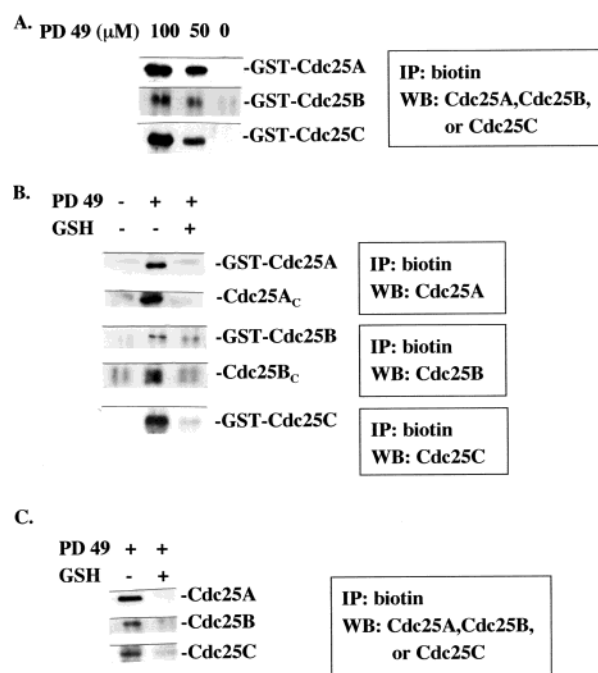 A. PD 49 (µM) 100 50 0
-GST-Cdc25A
-GST-Cdc25B
-GST-Cdc25C
IP: biotin
WB: Cdc25A,Cdc25B,
or Cdc25C
B.
PD 49 - + +
GSH - - +
-GST-Cdc25A
-Cdc25AC
IP: biotin
WB: Cdc25A
-GST-Cdc25B
-Cdc25BC
IP: biotin
WB: Cdc25B
-GST-Cdc25C
IP: biotin
WB: Cdc25C
C.
PD 49 + +
GSH - +
-Cdc25A
-Cdc25B
-Cdc25C
IP: biotin
WB: Cdc25A,Cdc25B,
or Cdc25C